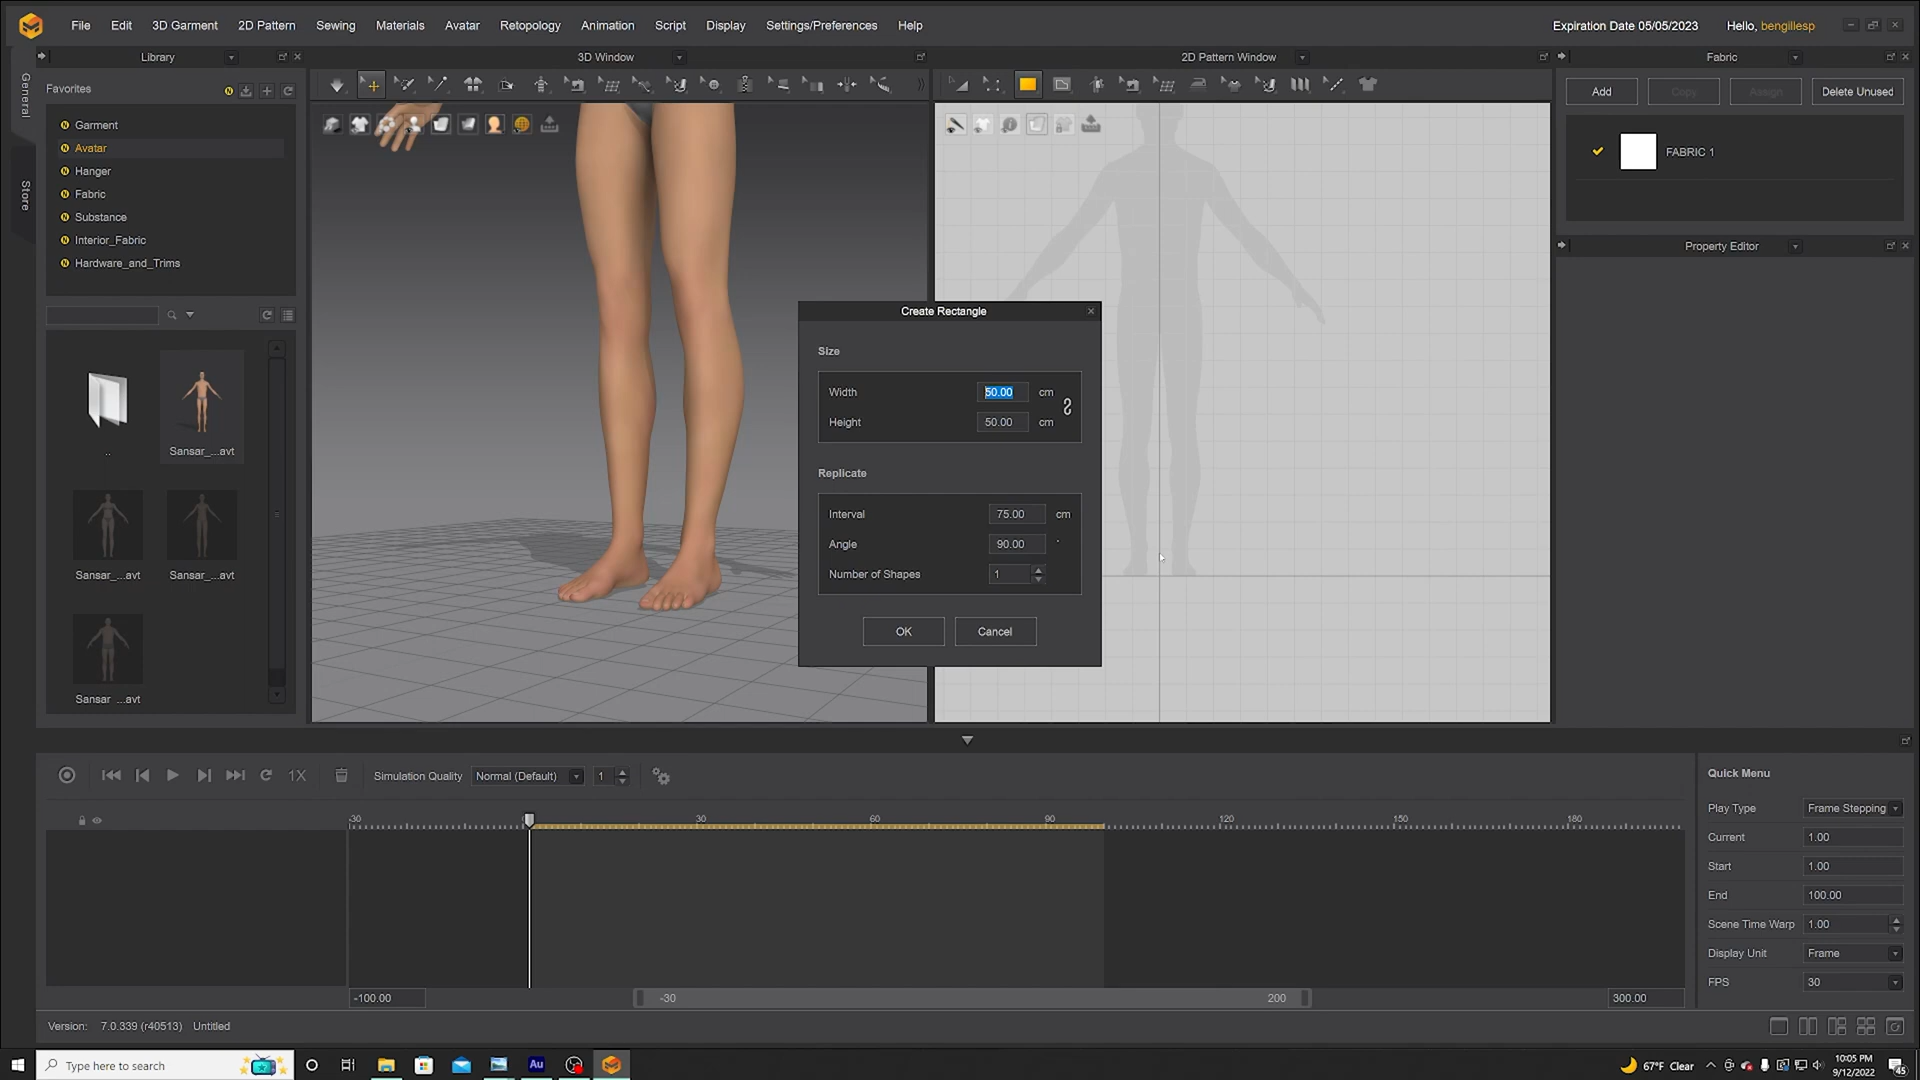 File Edit 3D Garment 2D Pattern Sewing Materials Avatar Retopology Animation Script Display Settings/Preferences Help
Expiration Date 05/05/2023 Hello, bengillesp
Library
3D Window
2D Pattern Window
Fabric
General
Store
Favorites
Garment
Avatar
Hanger
Fabric
Substance
Interior_Fabric
Hardware_and_Trims
..
Sansar_...avt
Sansar_...avt
Sansar_...avt
Sansar_...avt
Add Copy Assign Delete Unused
FABRIC 1
Property Editor
Create Rectangle
Size
Width 50.00 cm
Height 50.00 cm
Replicate
Interval 75.00 cm
Angle 90.00 °
Number of Shapes 1
OK Cancel
1X Simulation Quality Normal (Default) 1
-30 30 60 90 120 150 180
-100.00 -30 200 300.00
Quick Menu
Play Type Frame Stepping
Current 1.00
Start 1.00
End 100.00
Scene Time Warp 1.00
Display Unit Frame
FPS 30
Version: 7.0.339 (r40513) Untitled
Type here to search
Au
67°F Clear
10:05 PM
9/12/2022
45